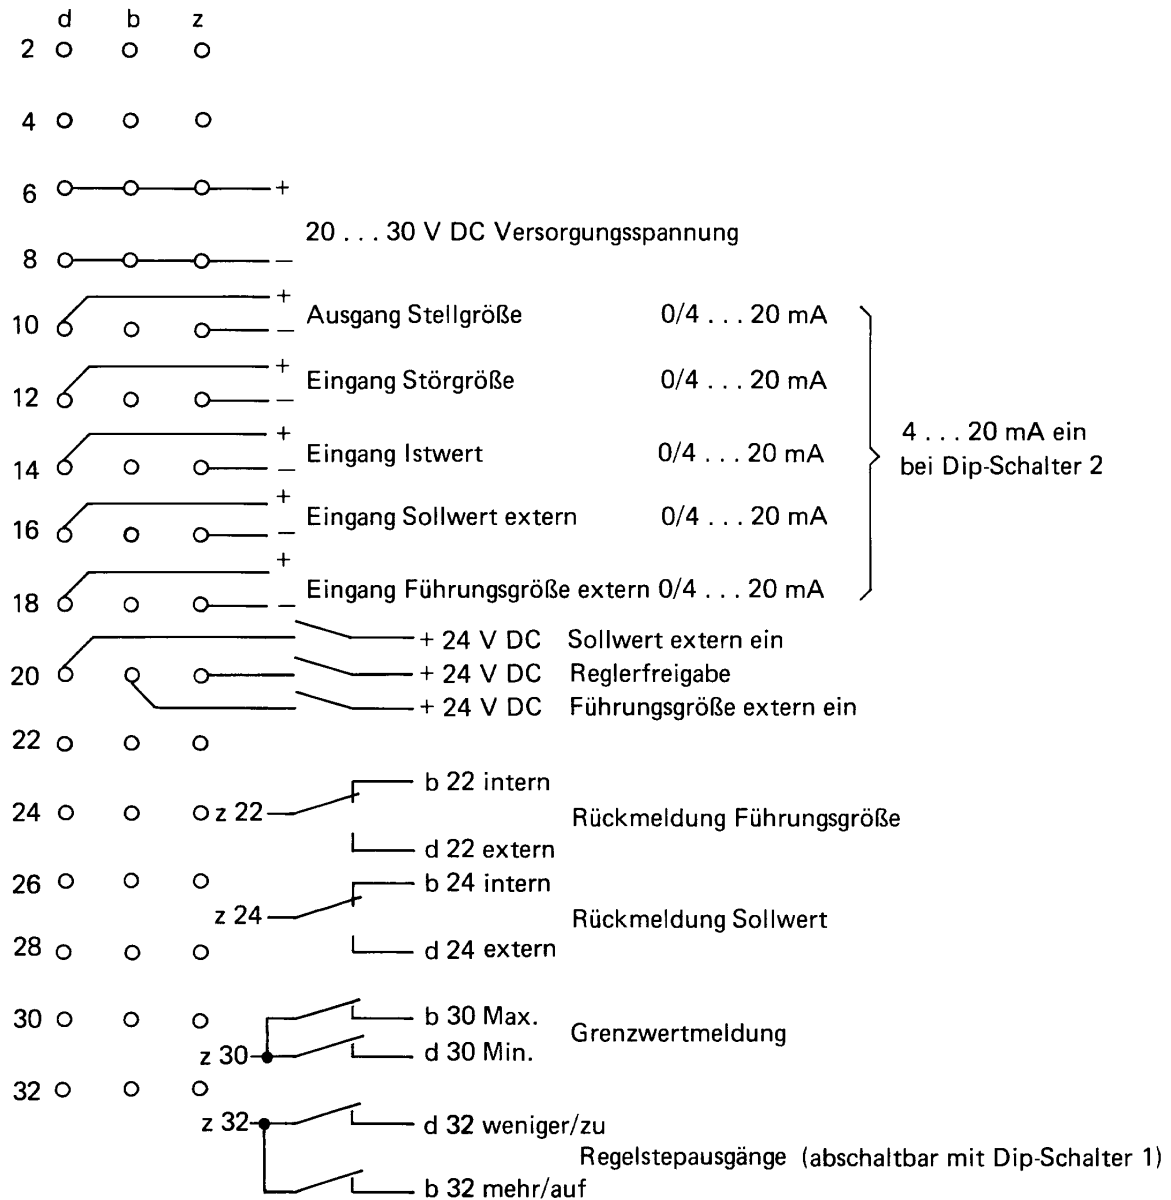 d b z
2
4
6 +
20 . . . 30 V DC Versorgungsspannung
8 –
+
10 Ausgang Stellgröße 0/4 . . . 20 mA
–
+
12 Eingang Störgröße 0/4 . . . 20 mA
–
+
14 Eingang Istwert 0/4 . . . 20 mA
–
4 . . . 20 mA ein
bei Dip-Schalter 2
+
16 Eingang Sollwert extern 0/4 . . . 20 mA
–
+
18 Eingang Führungsgröße extern 0/4 . . . 20 mA
–
+ 24 V DC Sollwert extern ein
20 + 24 V DC Reglerfreigabe
+ 24 V DC Führungsgröße extern ein
22
b 22 intern
24 z 22 Rückmeldung Führungsgröße
d 22 extern
26 b 24 intern
z 24 Rückmeldung Sollwert
28 d 24 extern
30 b 30 Max.
Grenzwertmeldung
z 30 d 30 Min.
32
z 32 d 32 weniger/zu
Regelstepausgänge (abschaltbar mit Dip-Schalter 1)
b 32 mehr/auf